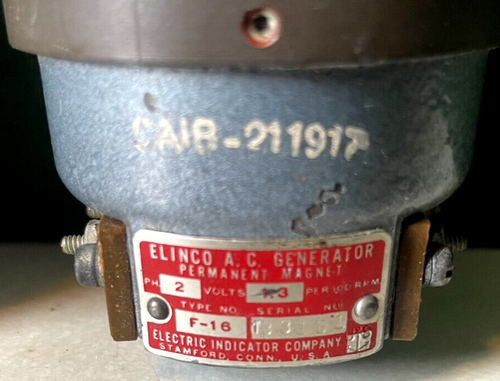 CAIR-211917
ELINCO A.C. GENERATOR
PERMANENT MAGNET
PH. 2 VOLTS .3 PER 100 RPM
TYPE NO. SERIAL NO.
F-16
ELECTRIC INDICATOR COMPANY
STAMFORD, CONN., U.S.A.